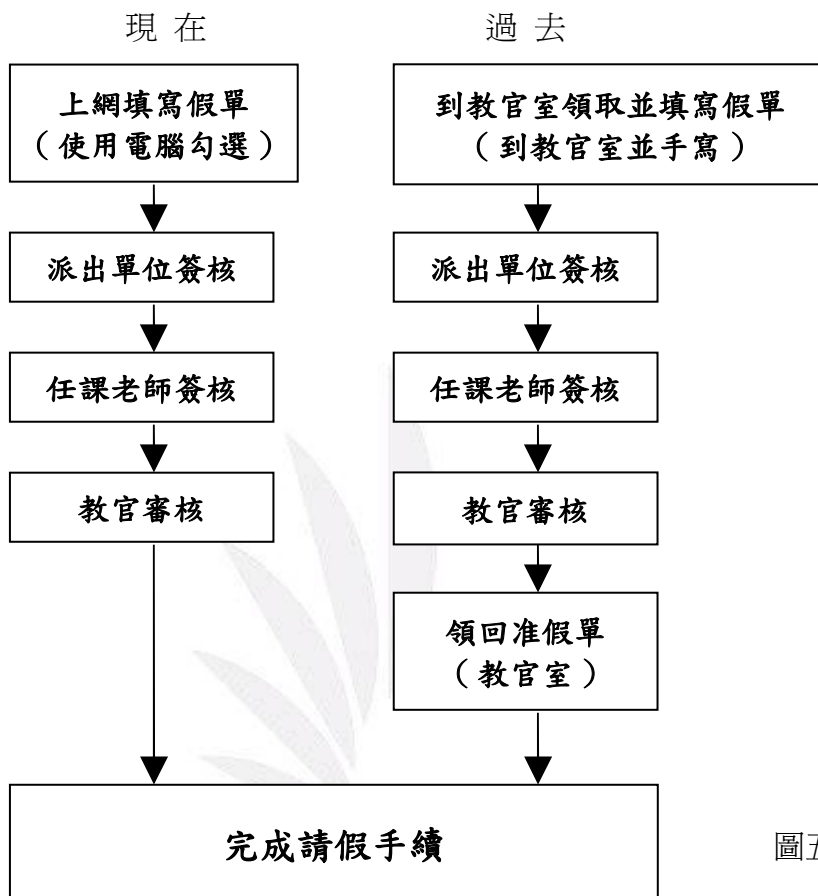 現在
過去
上網填寫假單
（使用電腦勾選）
到教官室領取並填寫假單
（到教官室並手寫）
派出單位簽核
派出單位簽核
任課老師簽核
任課老師簽核
教官審核
教官審核
領回准假單
（教官室）
完成請假手續
圖五